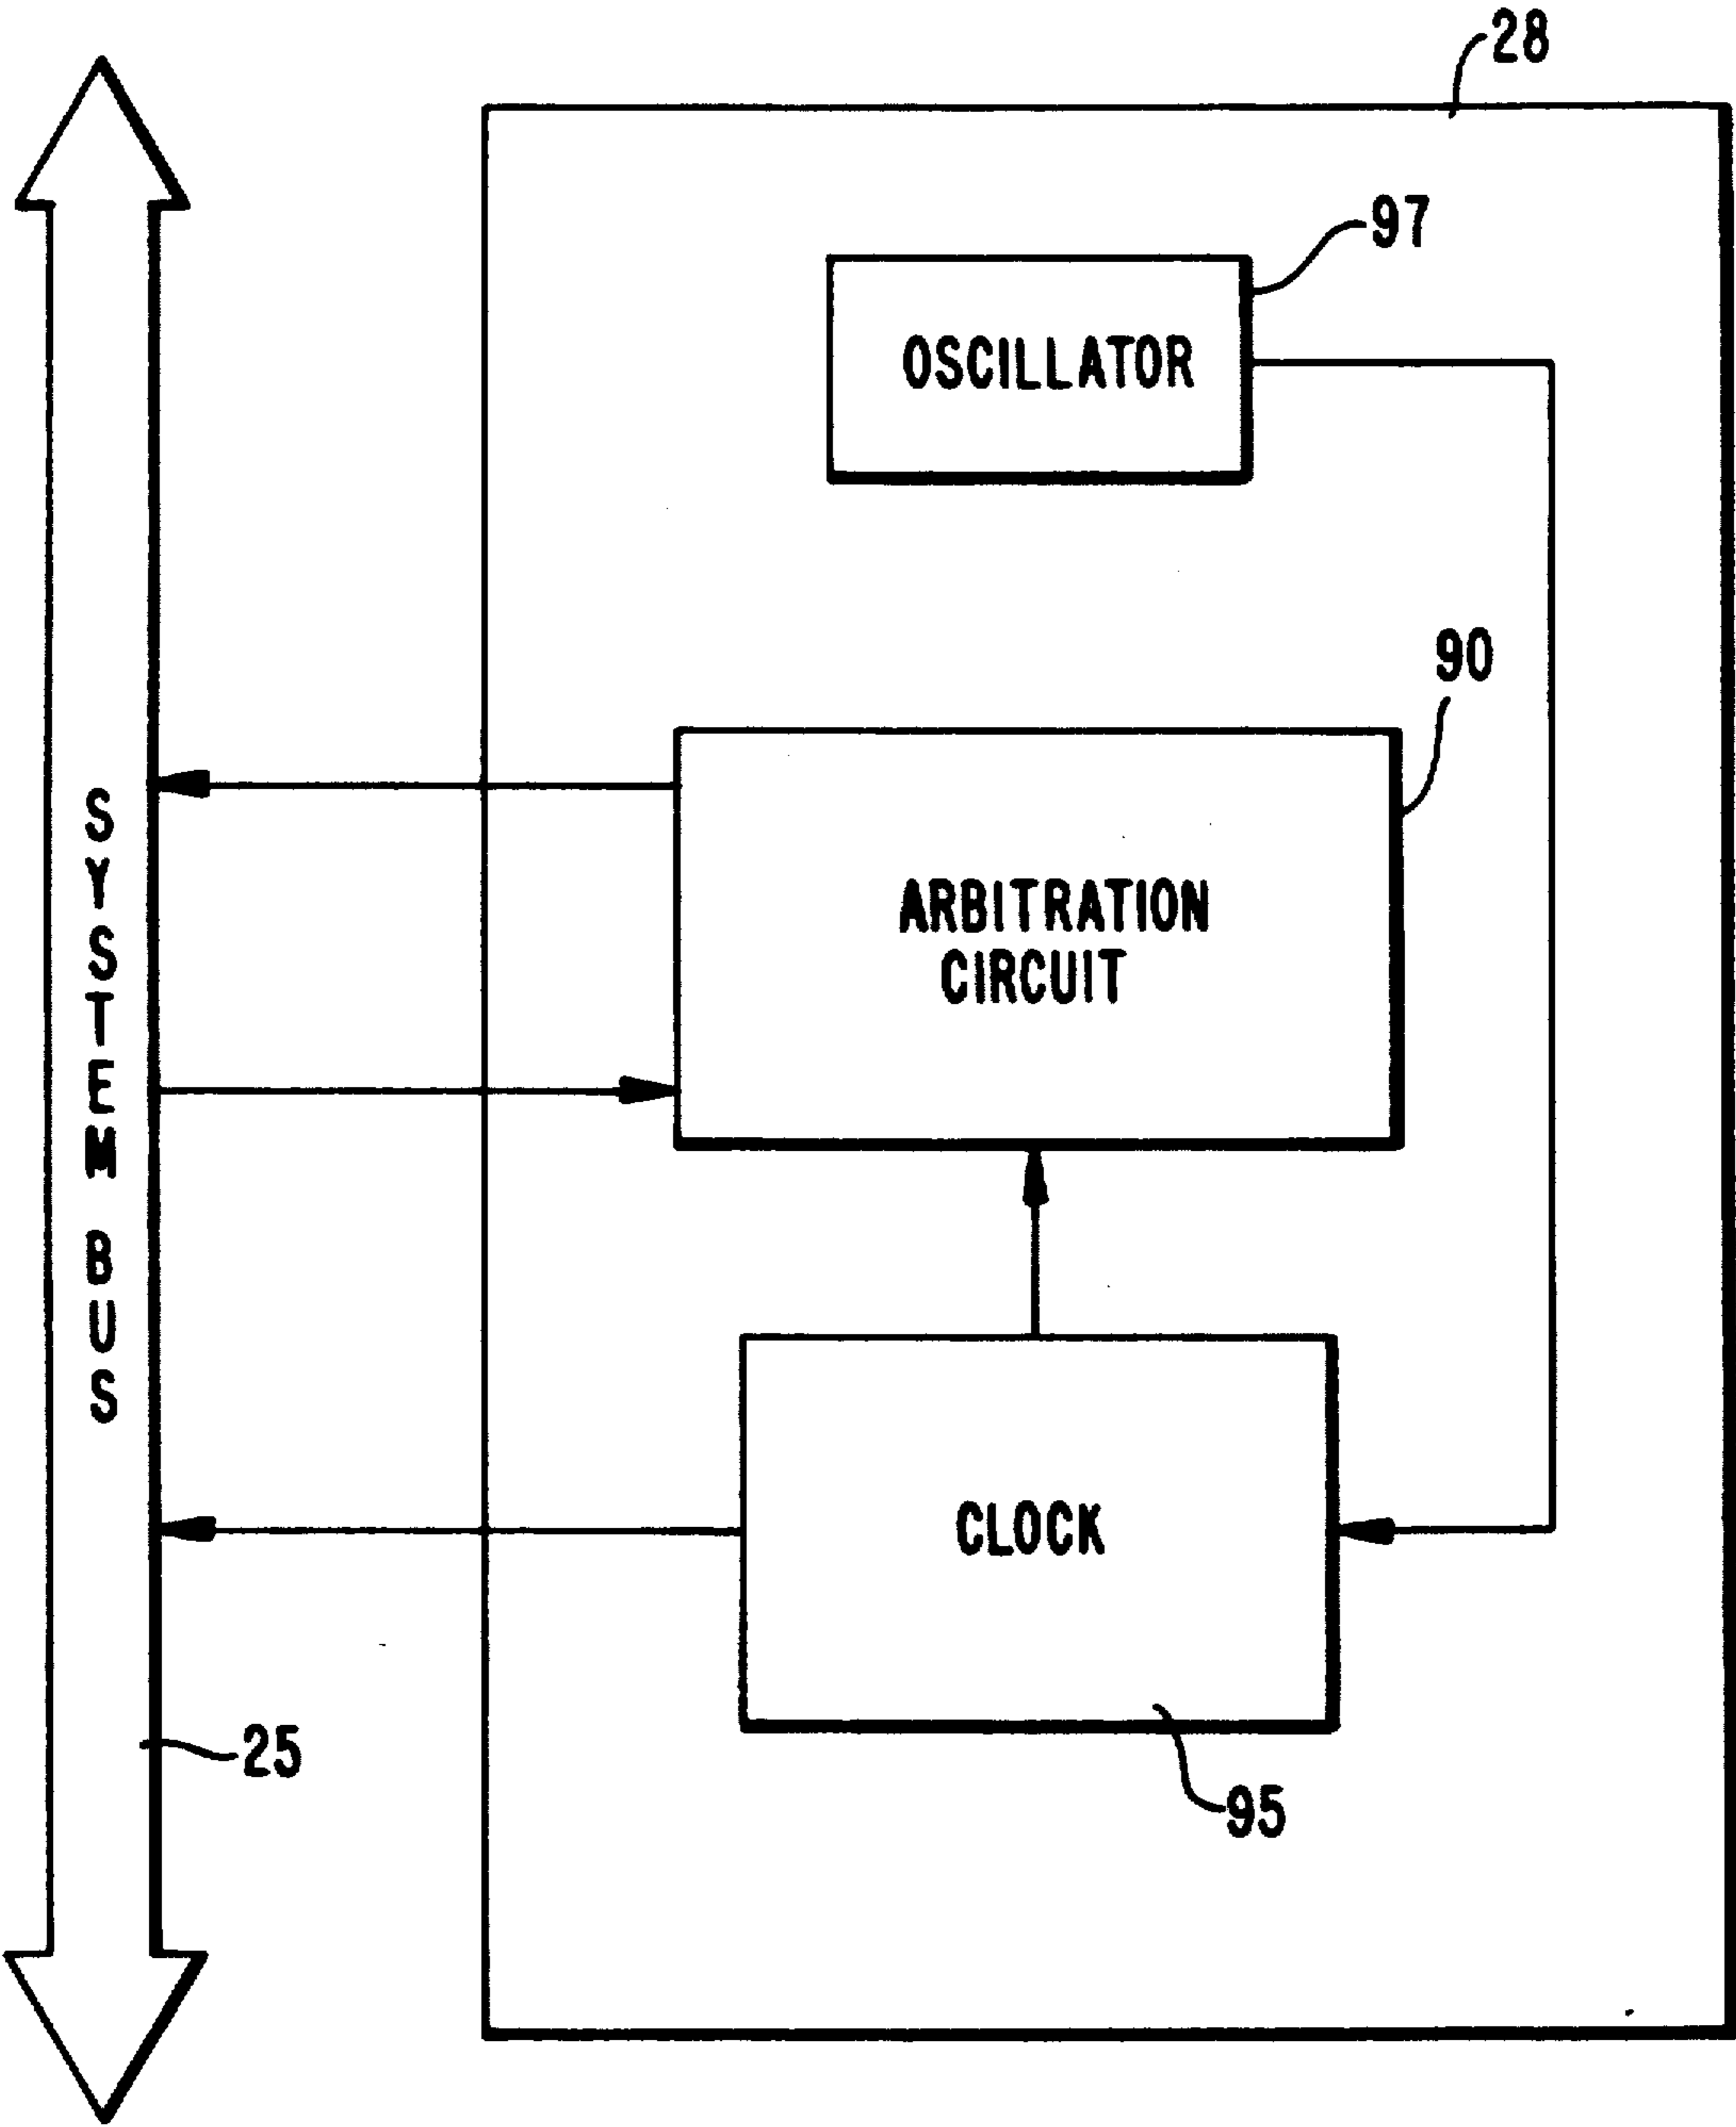 28
97
OSCILLATOR
90
ARBITRATION
CIRCUIT
SYSTEM BUS
CLOCK
25
95